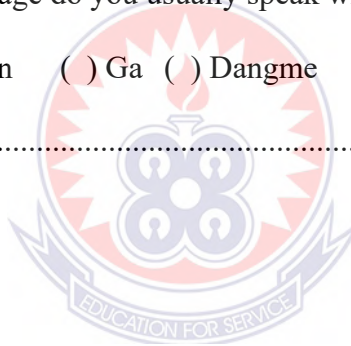 age do you usually speak w
n ( ) Ga ( ) Dangme
........................................................
EDUCATION FOR SERVICE